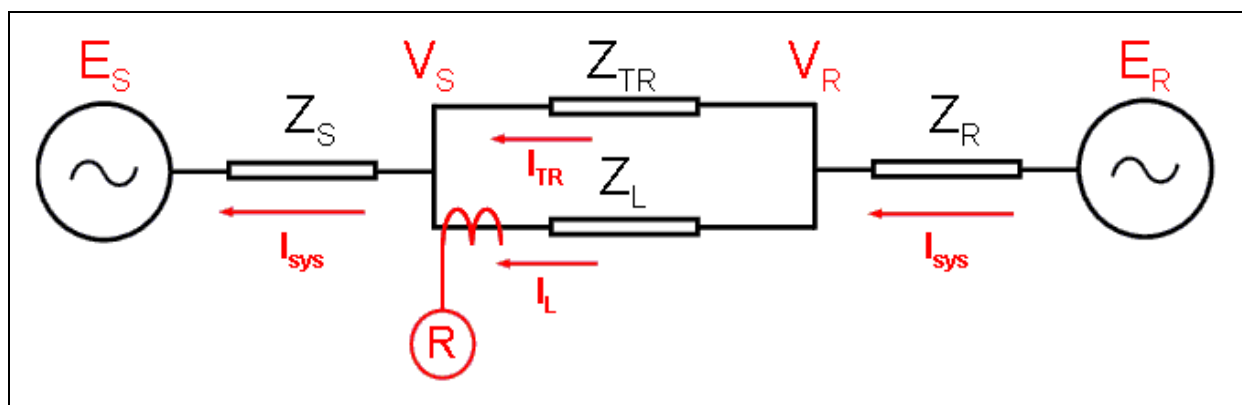 E_S
V_S
Z_TR
V_R
E_R
Z_S
I_TR
Z_L
Z_R
I_sys
I_L
I_sys
R